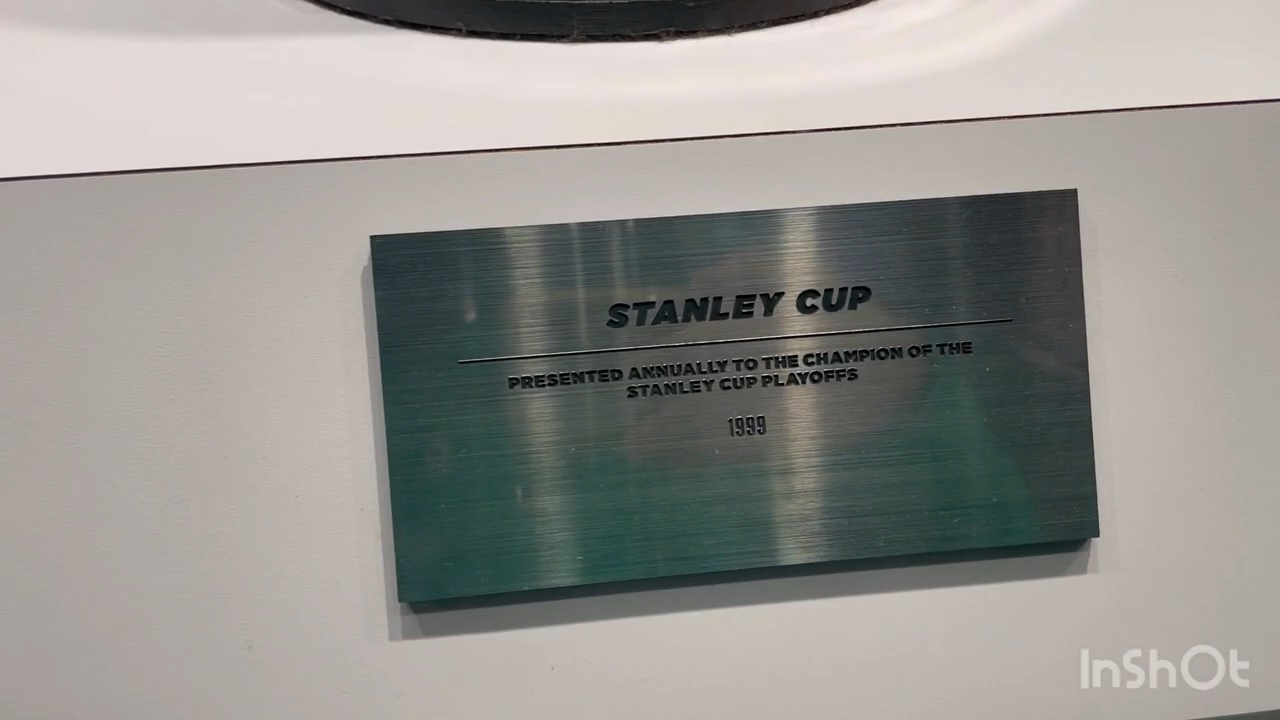 STANLEY CUP
PRESENTED ANNUALLY TO THE CHAMPION OF THE
STANLEY CUP PLAYOFFS
1999
InShOt